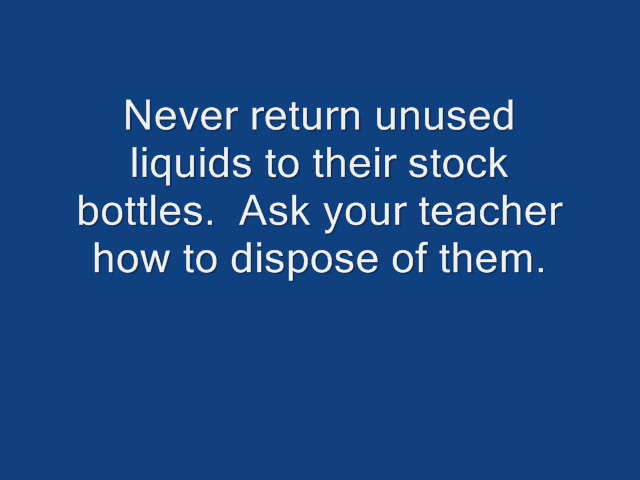 Never return unused
liquids to their stock
bottles.  Ask your teacher
how to dispose of them.